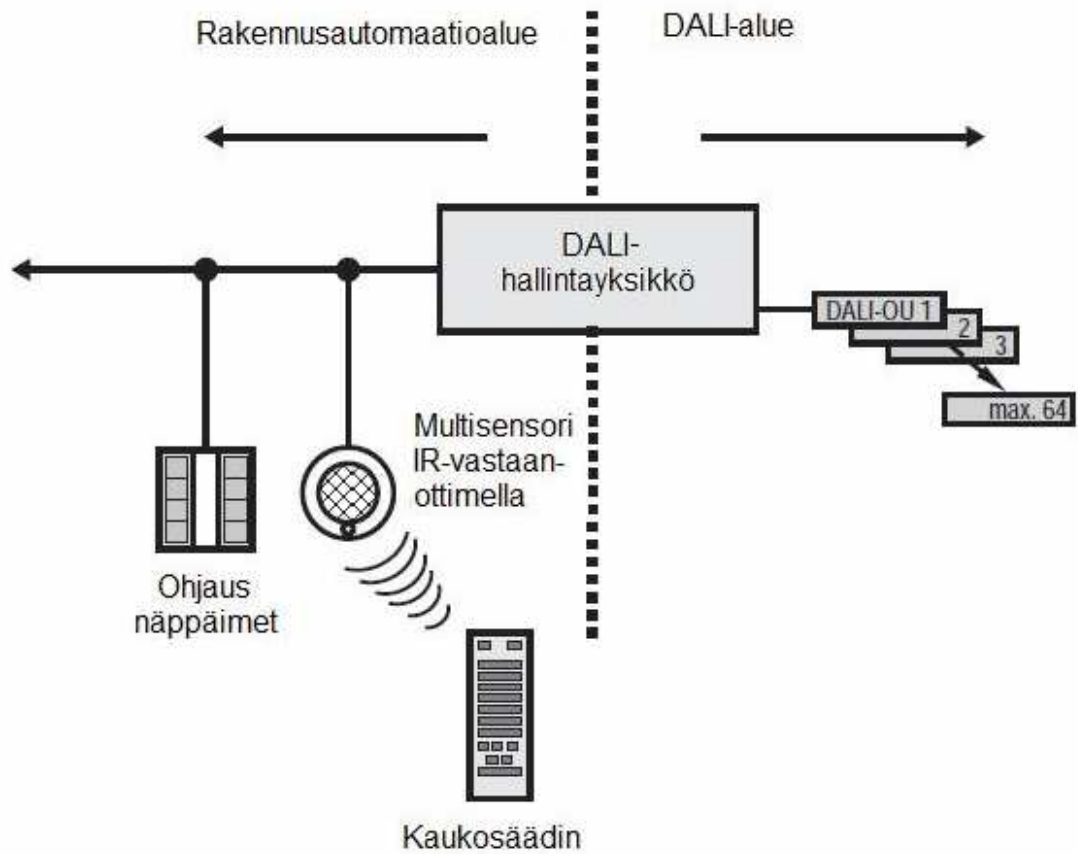 Rakennusautomaatioalue
DALI-alue
DALI-
hallintayksikkö
DALI-OU 1
2
3
max. 64
Multisensori
IR-vastaan-
ottimella
Ohjaus
näppäimet
Kaukosäädin